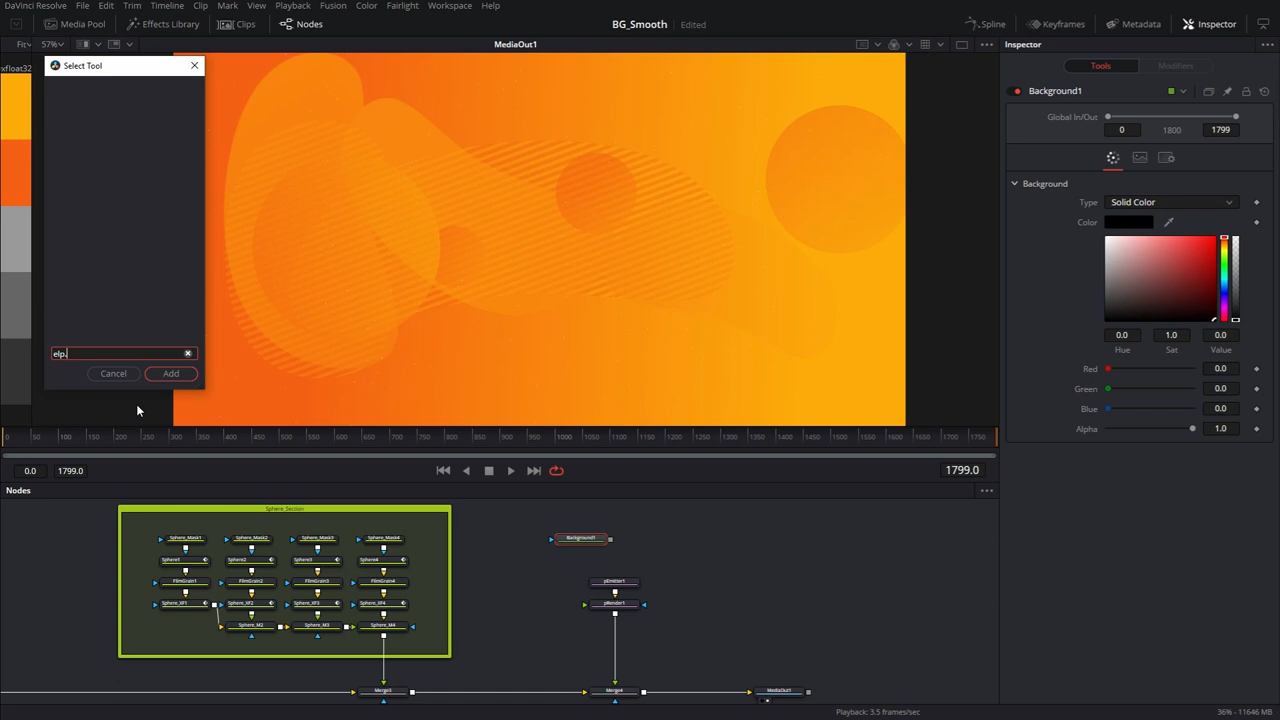 DaVinci Resolve File Edit Trim Timeline Clip Mark View Playback Fusion Color Fairlight Workspace Help
Media Pool Effects Library Clips Nodes BG_Smooth Edited Spline Keyframes Metadata Inspector
Fit 57% MediaOut1 Inspector
xfloat32
Select Tool
Tools Modifiers
Background1
Global In/Out
0 1800 1799
Background
Type Solid Color
Color
0.0 1.0 0.0
Hue Sat Value
elp.
Cancel Add
Red 0.0
Green 0.0
Blue 0.0
Alpha 1.0
0 50 100 150 200 250 300 350 400 450 500 550 600 650 700 750 800 850 900 950 1000 1050 1100 1150 1200 1250 1300 1350 1400 1450 1500 1550 1600 1650 1700 1750
0.0 1799.0 1799.0
Nodes
Sphere_Section
Sphere_Mask1 Sphere_Mask2 Sphere_Mask3 Sphere_Mask4 Background1
Sphere1 Sphere2 Sphere3 Sphere4
FilmGrain1 FilmGrain2 FilmGrain3 FilmGrain4 pEmitter1
Sphere_XF1 Sphere_XF2 Sphere_XF3 Sphere_XF4 pRender1
Sphere_M2 Sphere_M3 Sphere_M4
Merge3 Merge4 MediaOut1
Playback: 3.5 frames/sec 36% - 11646 MB